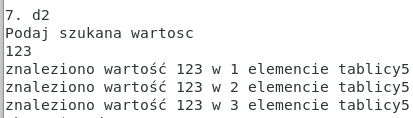 7. d2
Podaj szukana wartosc
123
znaleziono wartość 123 w 1 elemencie tablicy5
znaleziono wartość 123 w 2 elemencie tablicy5
znaleziono wartość 123 w 3 elemencie tablicy5